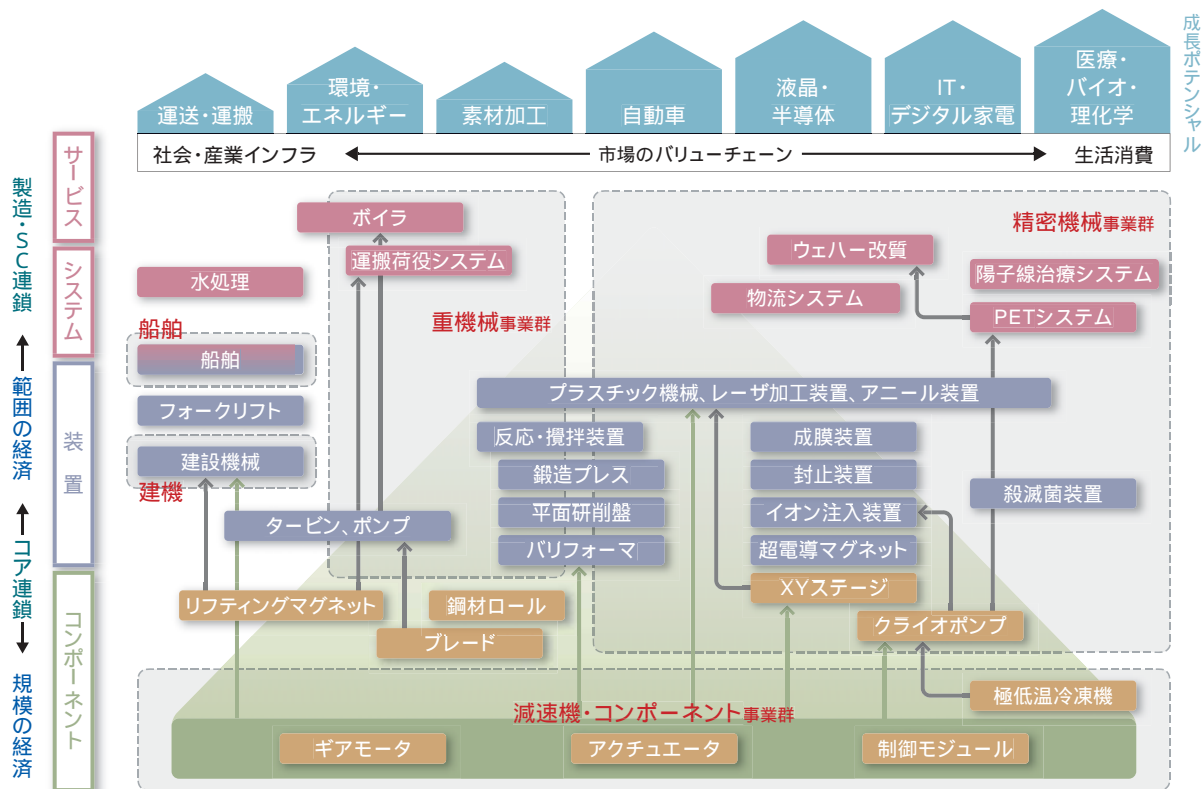 成長ポテンシャル
運送・運搬
環境・
エネルギー
素材加工
自動車
液晶・
半導体
IT・
デジタル家電
医療・
バイオ・
理化学
社会・産業インフラ
市場のバリューチェーン
生活消費
製造・SC連鎖
範囲の経済
コア連鎖
規模の経済
サービス
システム
装置
コンポーネント
ボイラ
運搬荷役システム
水処理
重機械事業群
精密機械事業群
ウェハー改質
陽子線治療システム
物流システム
PETシステム
船舶
船舶
プラスチック機械、レーザ加工装置、アニール装置
フォークリフト
反応・攪拌装置
成膜装置
建設機械
鍛造プレス
封止装置
建機
殺滅菌装置
タービン、ポンプ
平面研削盤
イオン注入装置
バリフォーマ
超電導マグネット
XYステージ
リフティングマグネット
鋼材ロール
クライオポンプ
ブレード
極低温冷凍機
減速機・コンポーネント事業群
ギアモータ
アクチュエータ
制御モジュール